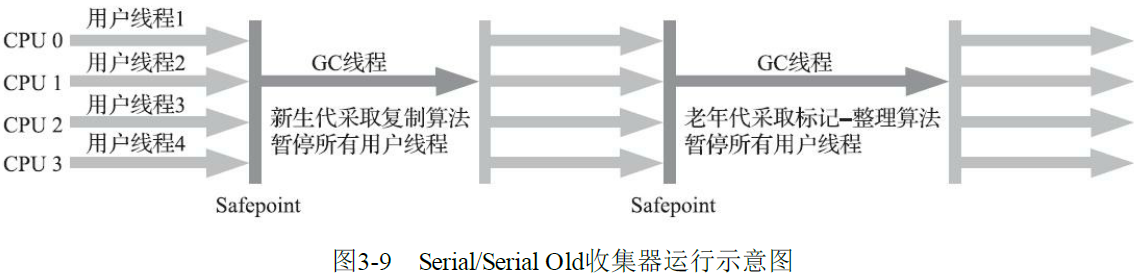 用户线程1
CPU 0
用户线程2
CPU 1
用户线程3
CPU 2
用户线程4
CPU 3
GC线程
新生代采取复制算法
暂停所有用户线程
Safepoint
GC线程
老年代采取标记-整理算法
暂停所有用户线程
Safepoint
图3-9 Serial/Serial Old收集器运行示意图